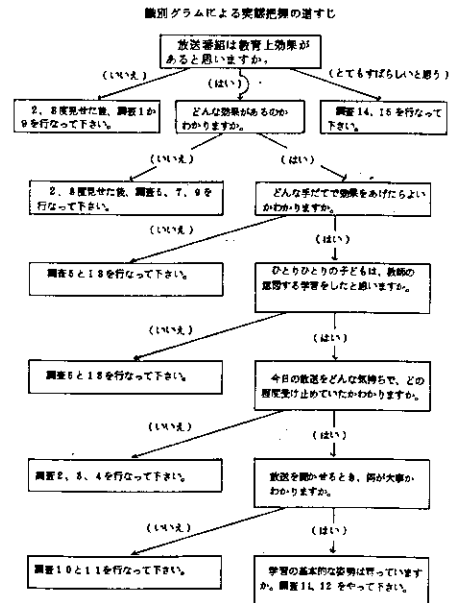 識別グラムによる実態把握の道すじ
放送番組は教育上効果が
あると思いますか。
(いいえ)
(はい)
(とてもすばらしいと思う)
2、3度見せた後、調査1か
9を行なって下さい。
どんな効果があるのか
わかりますか。
調査14、15を行なって
下さい。
(いいえ)
(はい)
2、3度見せた後、調査5、7、9を
行なって下さい。
どんな手だてで効果をあげたらよい
かわかりますか。
(いいえ)
(はい)
調査5と13を行なって下さい。
ひとりひとりの子どもは、教師の
意図する学習をしたと思いますか。
(いいえ)
(はい)
調査6と13を行なって下さい。
今日の放送をどんな気持ちで、どの
程度受け止めていたかわかりますか。
(いいえ)
(はい)
調査2、3、4を行なって下さい。
放送を聞かせるとき、何が大事か
わかりますか。
(いいえ)
(はい)
調査10と11を行なって下さい。
学習の基本的な姿勢は育っています
か。調査11、12をやって下さい。